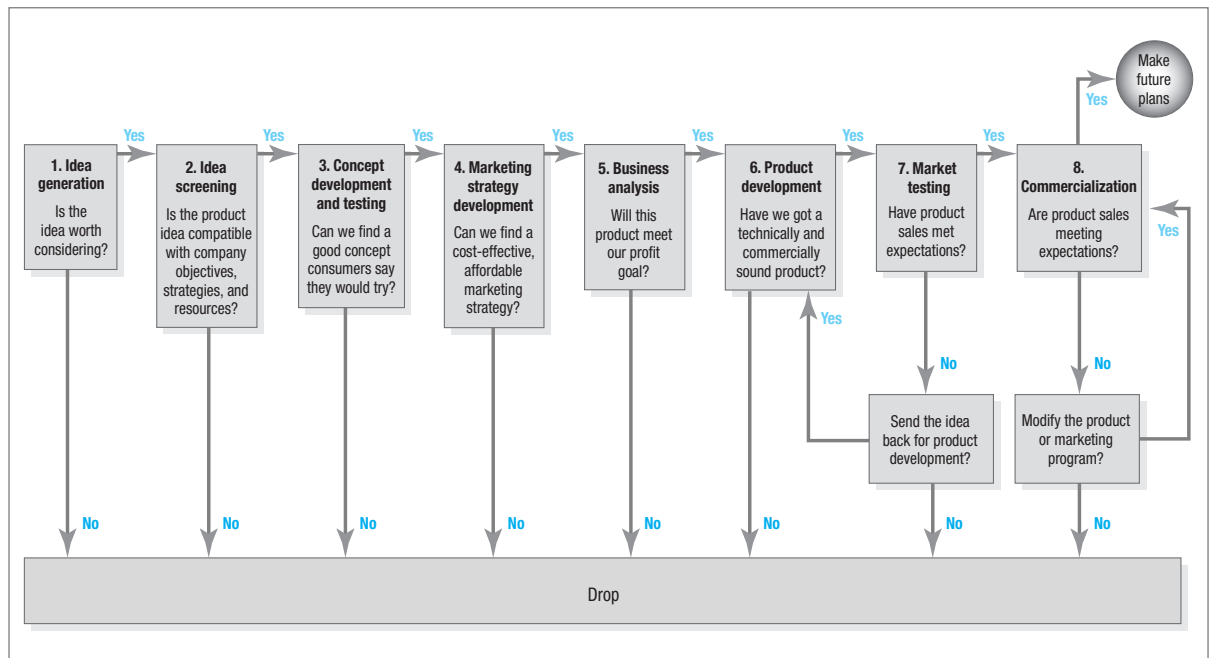 Make
future
plans
Yes
Yes
Yes
Yes
Yes
Yes
Yes
Yes
1. Idea
generation
Is the
idea worth
considering?
2. Idea
screening
Is the product
idea compatible
with company
objectives,
strategies, and
resources?
3. Concept
development
and testing
Can we find a
good concept
consumers say
they would try?
4. Marketing
strategy
development
Can we find a
cost-effective,
affordable
marketing
strategy?
5. Business
analysis
Will this
product meet
our profit
goal?
6. Product
development
Have we got a
technically and
commercially
sound product?
7. Market
testing
Have product
sales met
expectations?
8.
Commercialization
Are product sales
meeting
expectations?
Yes
Yes
No
No
Send the idea
back for product
development?
Modify the product
or marketing
program?
No
No
No
No
No
No
No
No
Drop